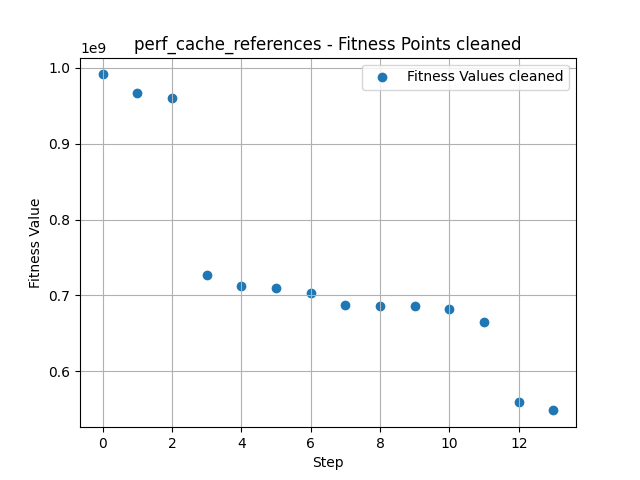 perf_cache_references - Fitness Points cleaned
1e9
Fitness Values cleaned
1.0
0.9
0.8
0.7
0.6
Fitness Value
0 2 4 6 8 10 12
Step